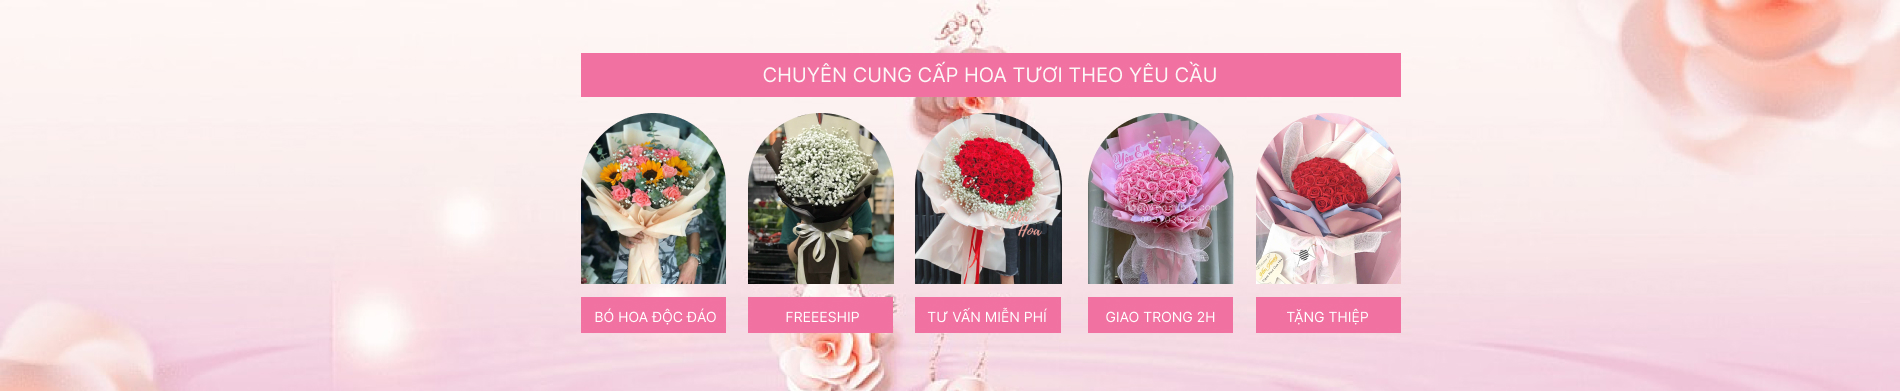 CHUYÊN CUNG CẤP HOA TƯƠI THEO YÊU CẦU
Hoa
BÓ HOA ĐỘC ĐÁO
FREEESHIP
TƯ VẤN MIỄN PHÍ
GIAO TRONG 2H
TẶNG THIỆP